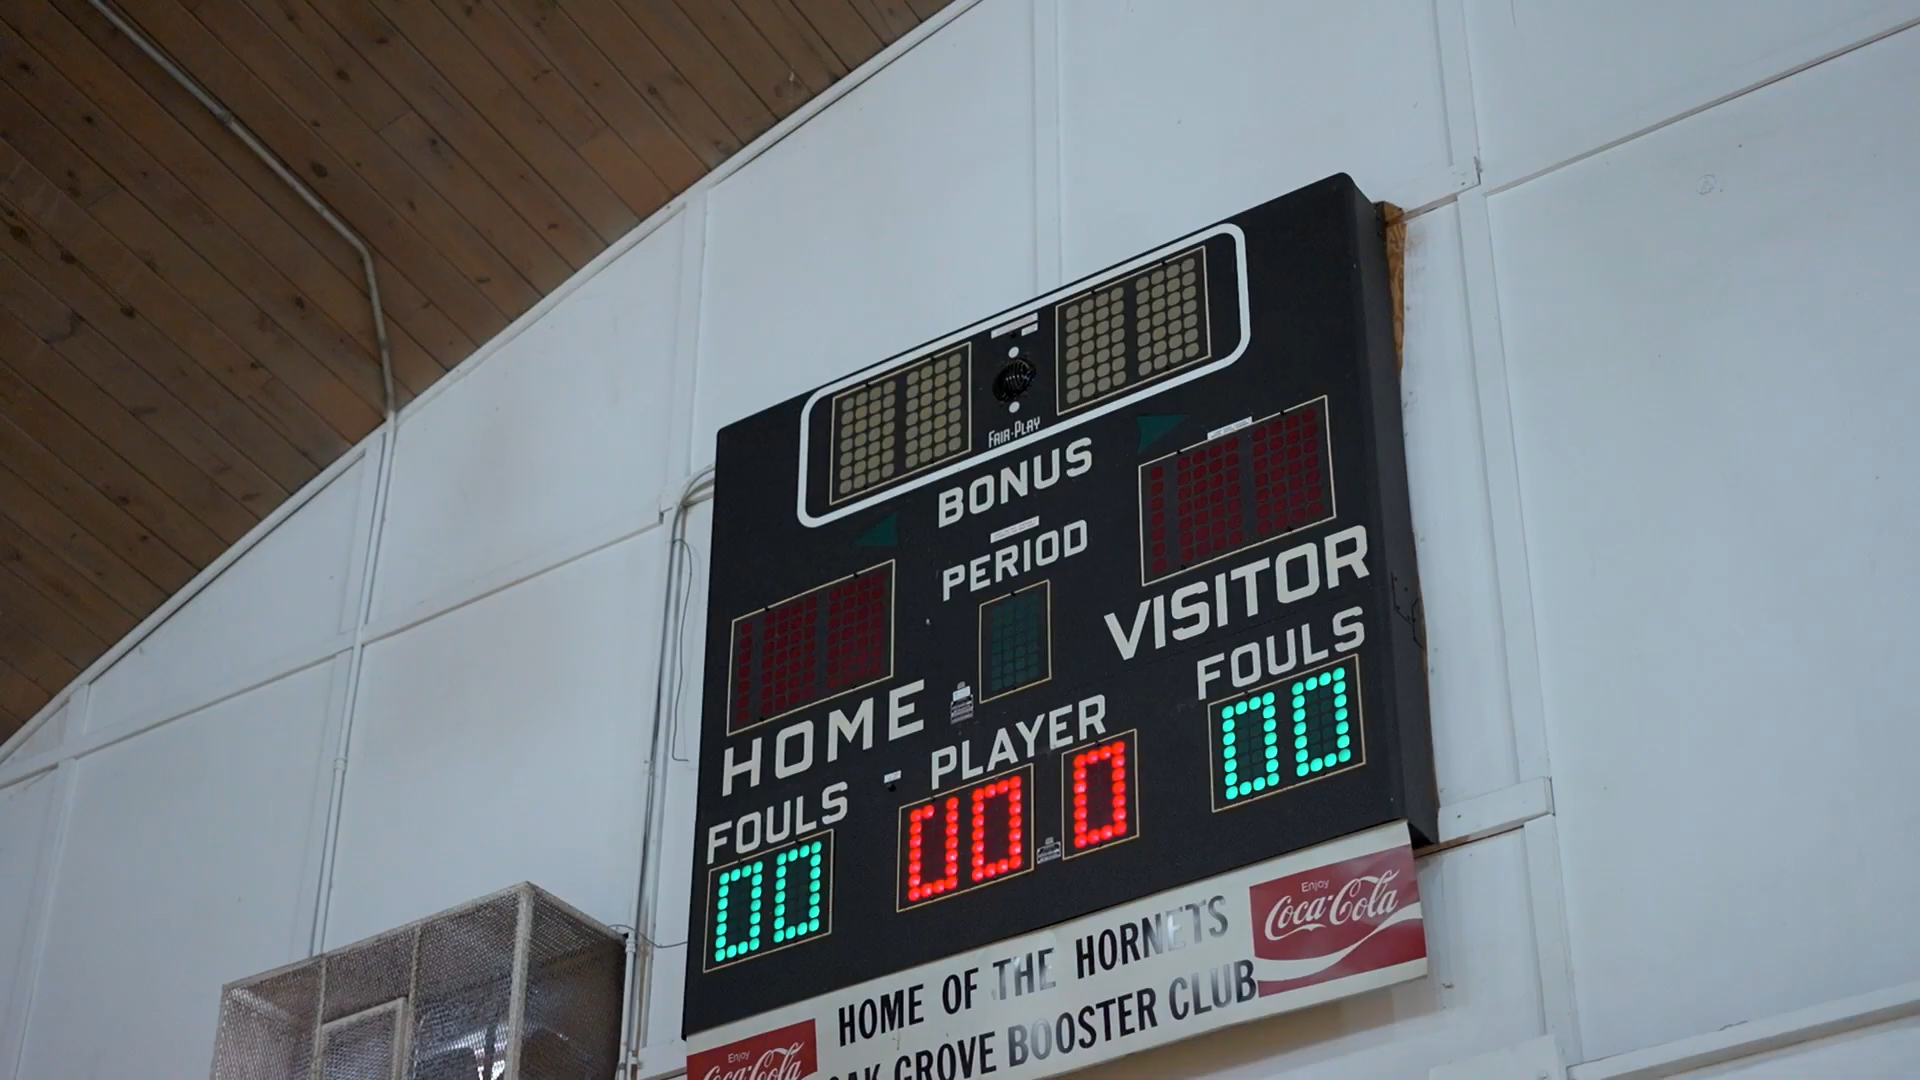 FAIR-PLAY
BONUS
PERIOD
HOME
VISITOR
FOULS
PLAYER
FOULS
00
00 0
00
HOME OF THE HORNETS
GROVE BOOSTER CLUB
Enjoy
Coca-Cola
Enjoy
Coca-Cola